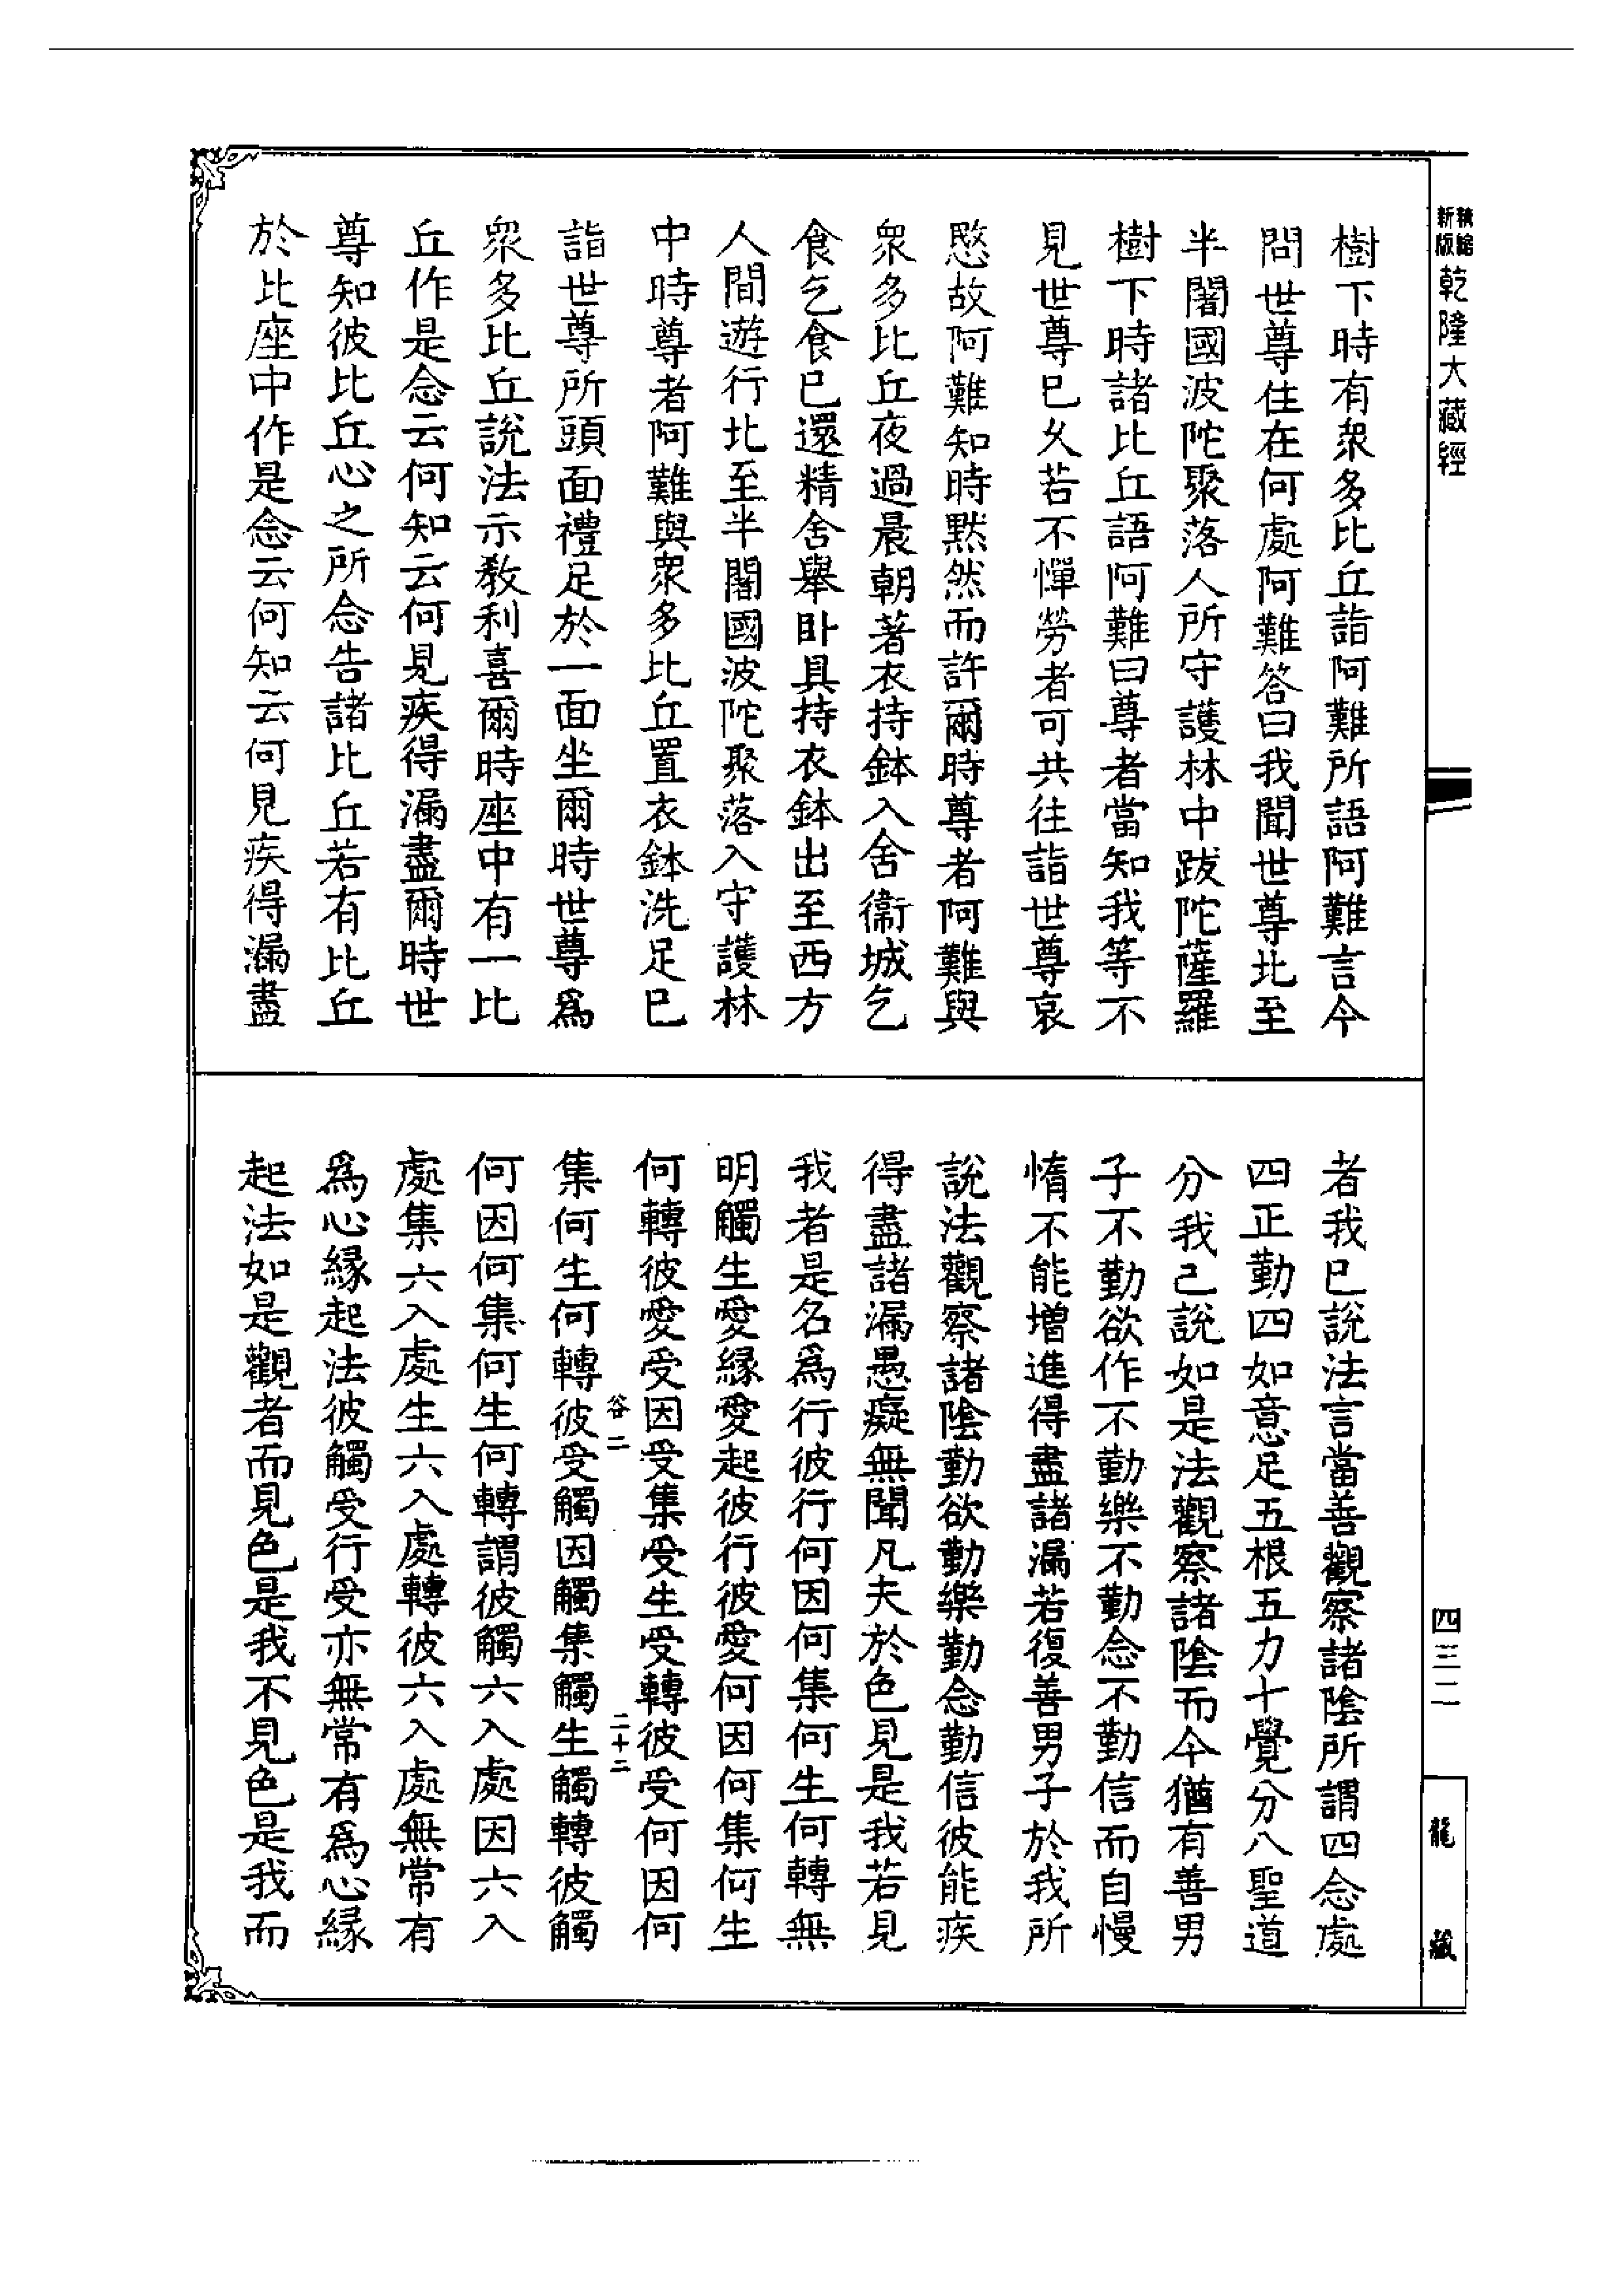 新版精縮乾隆大藏經
樹下時有衆多比丘詣阿難所語阿難言今
問世尊住在何處阿難答曰我聞世尊北至
半闍國波陀聚落人所守護林中跋陀薩羅
樹下時諸比丘語阿難曰尊者當知我等不
見世尊已久若不憚勞者可共往詣世尊哀
愍故阿難知時默然而許爾時尊者阿難與
衆多比丘夜過晨朝著衣持鉢入舍衛城乞
食乞食已還精舍舉臥具持衣鉢出至西方
人間遊行北至半闍國波陀聚落入守護林
中時尊者阿難與衆多比丘置衣鉢洗足已
詣世尊所頭面禮足於一面坐爾時世尊爲
衆多比丘說法示教利喜爾時座中有一比
丘作是念云何知云何見疾得漏盡爾時世
尊知彼比丘心之所念告諸比丘若有比丘
於比座中作是念云何知云何見疾得漏盡
者我已說法言當善觀察諸陰所謂四念處
四正勤四如意足五根五力十覺分八聖道
分我已說如是法觀察諸陰而今猶有善男
子不勤欲作不勤樂不勤念不勤信而自慢
惰不能增進得盡諸漏若復善男子於我所
說法觀察諸陰勤欲勤樂勤念勤信彼能疾
得盡諸漏愚癡無聞凡夫於色見是我若見
我者是名爲行彼行何因何集何生何轉無
明觸生愛緣愛起彼行彼愛何因何集何生
何轉彼愛受因受集受生受轉彼受何因何
谷二
二十二
集何生何轉彼受觸因觸集觸生觸轉彼觸
何因何集何生何轉謂彼觸六入處因六入
處集六入處生六入處轉彼六入處無常有
爲心緣起法彼觸受行受亦無常有爲心緣
起法如是觀者而見色是我不見色是我而
四三二
龍藏